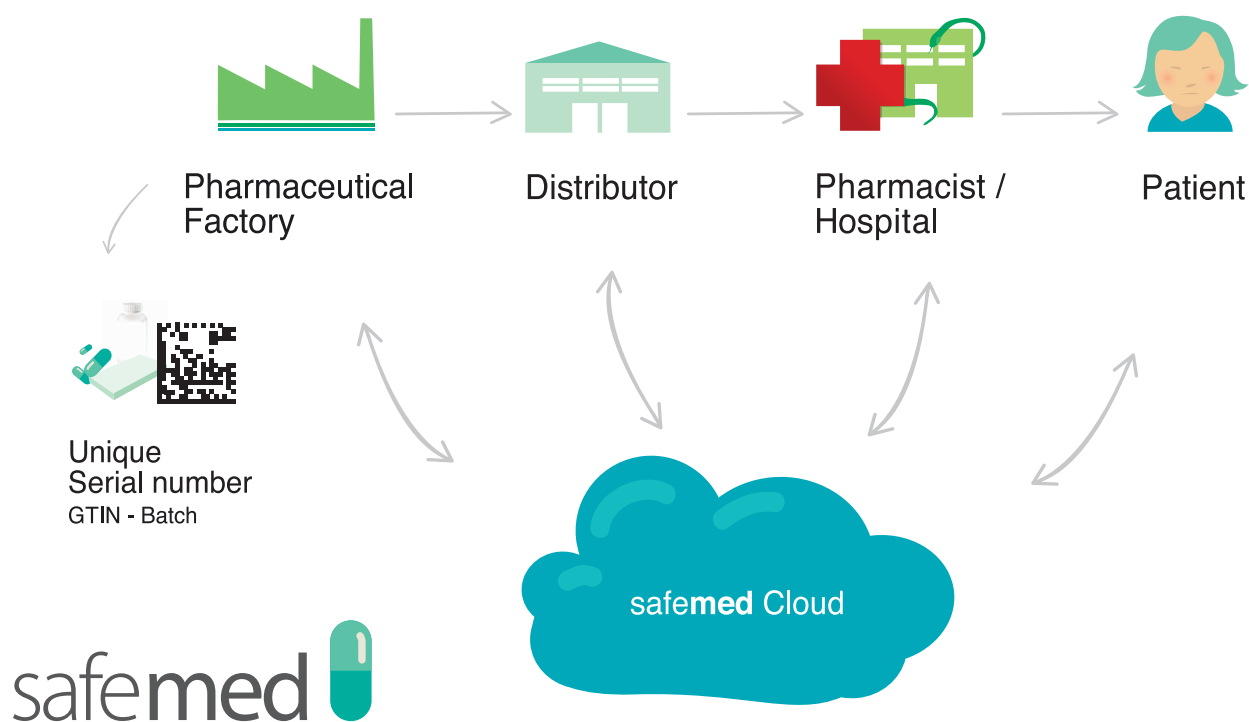 Pharmaceutical
Factory
Distributor
Pharmacist /
Hospital
Patient
Unique
Serial number
GTIN - Batch
safemed Cloud
safemed